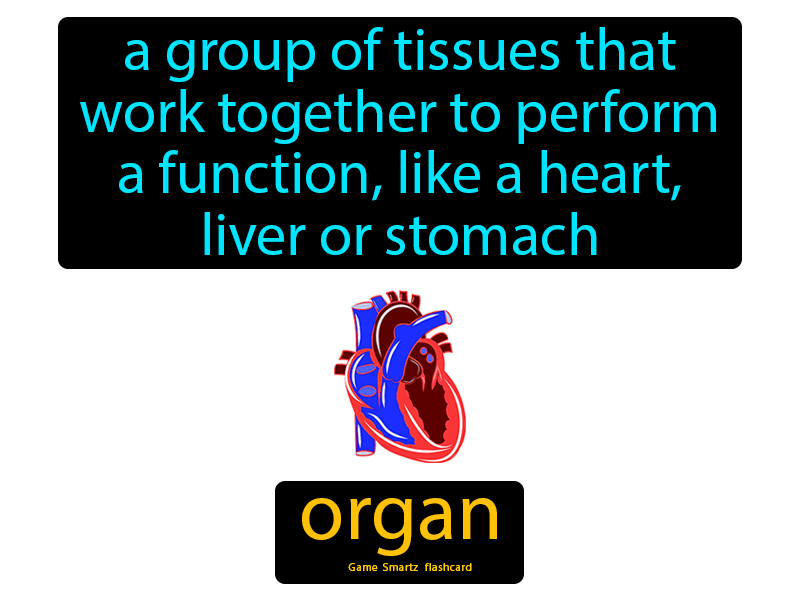 a group of tissues that
work together to perform
a function, like a heart,
liver or stomach
organ
Game Smartz flashcard